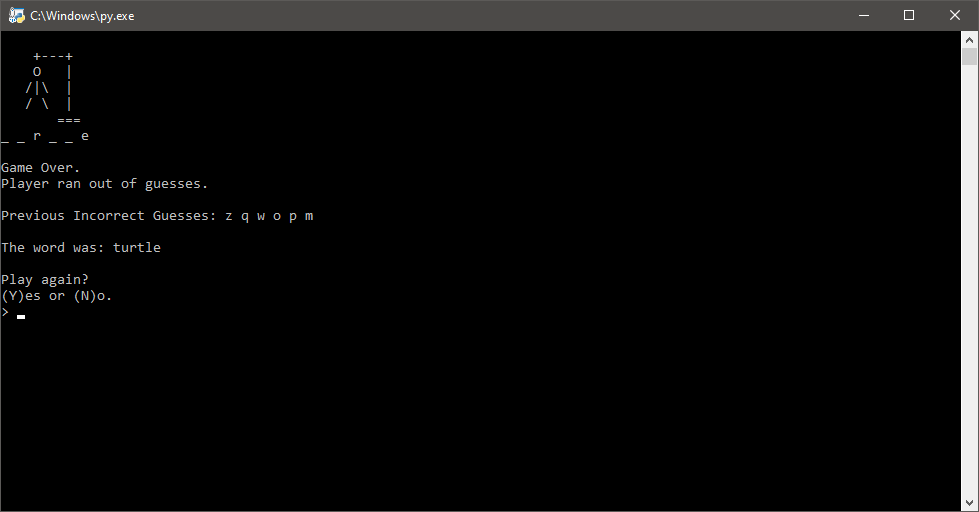 C:\Windows\py.exe
    +---+
    O   |
   /|\  |
   / \  |
       ===
_ _ r _ _ e
Game Over.
Player ran out of guesses.
Previous Incorrect Guesses: z q w o p m
The word was: turtle
Play again?
(Y)es or (N)o.
>